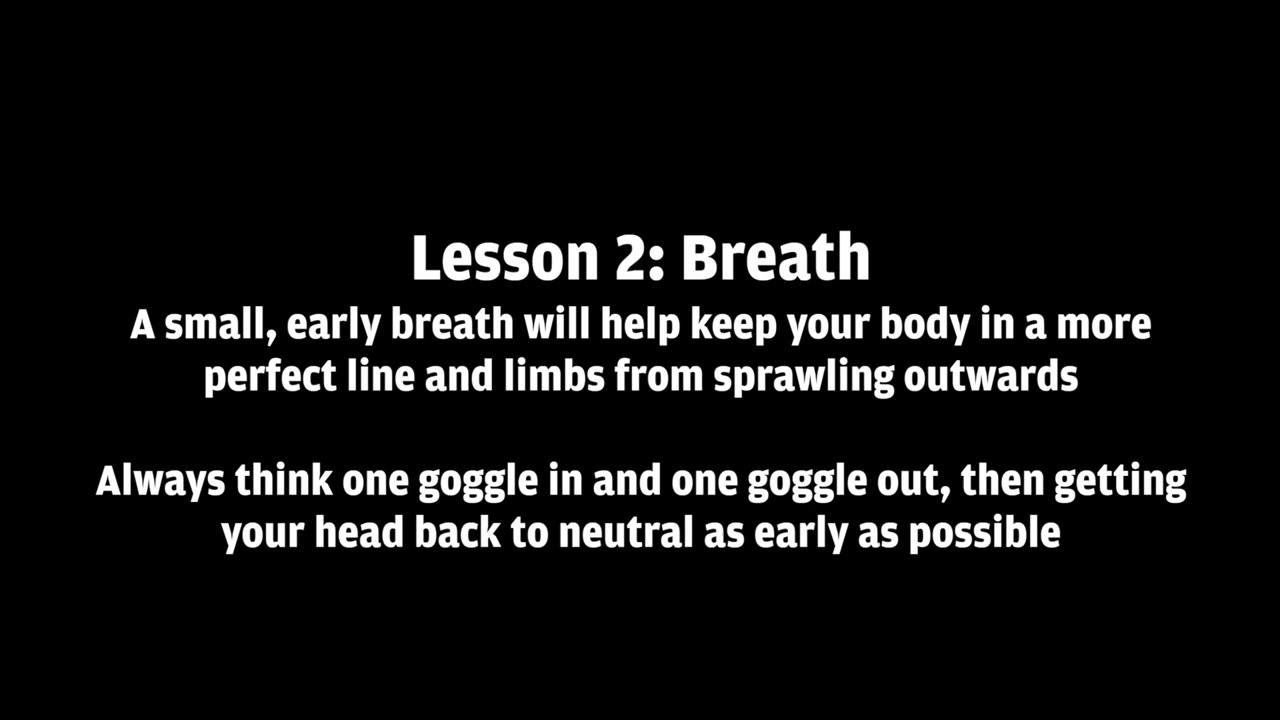 Lesson 2: Breath
A small, early breath will help keep your body in a more
perfect line and limbs from sprawling outwards
Always think one goggle in and one goggle out, then getting
your head back to neutral as early as possible